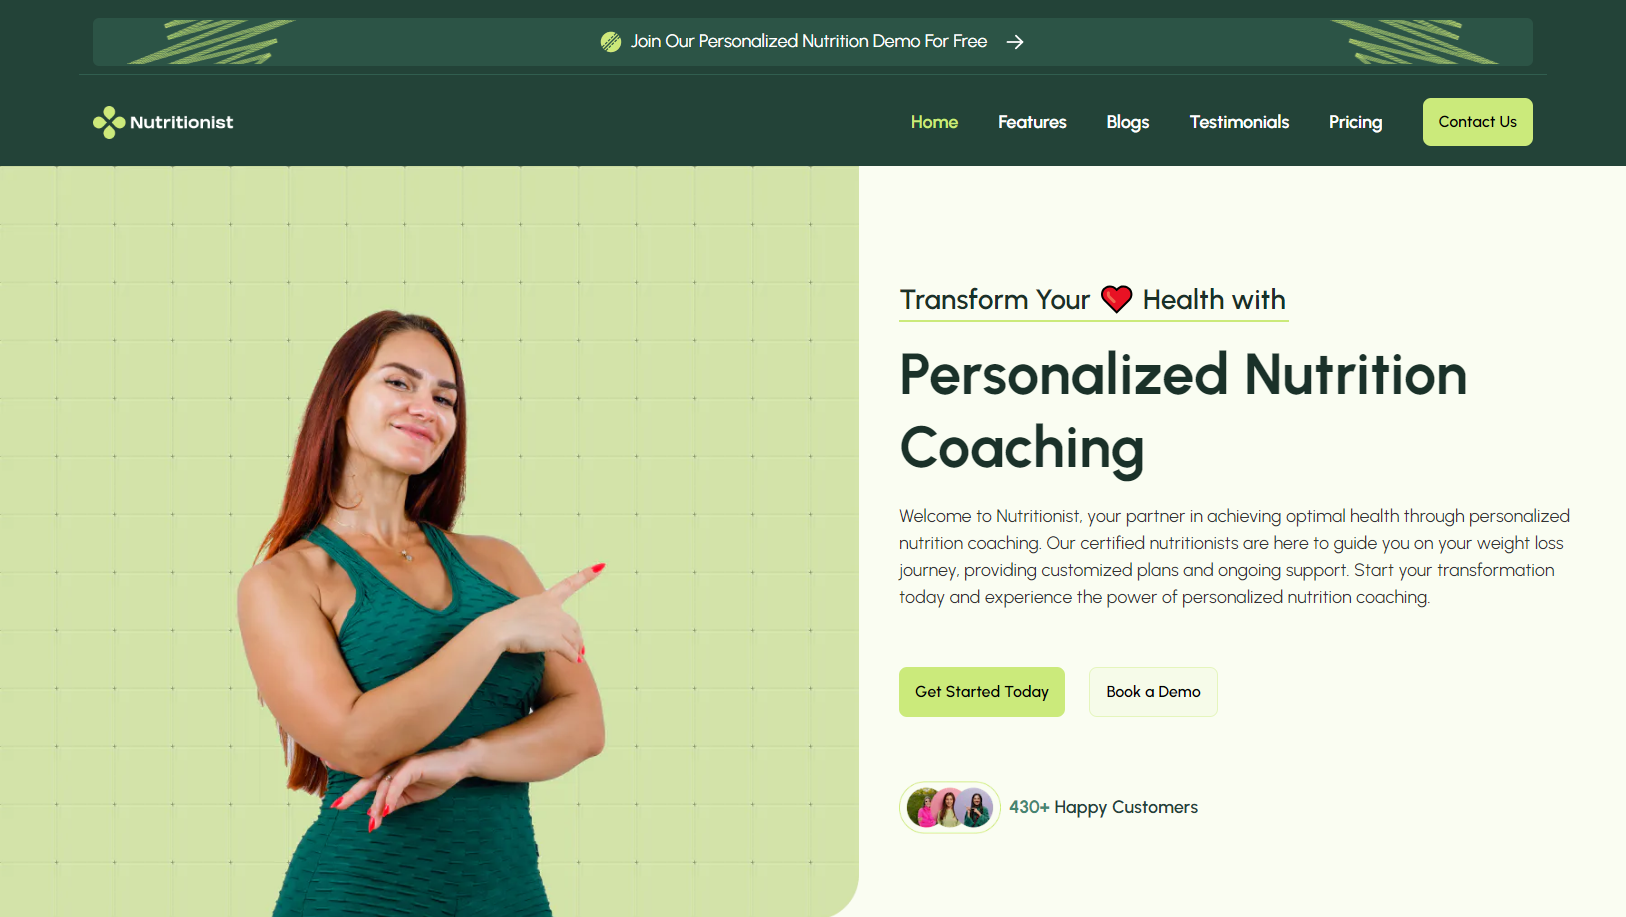 Join Our Personalized Nutrition Demo For Free
Nutritionist
Home
Features
Blogs
Testimonials
Pricing
Contact Us
Transform Your Health with
Personalized Nutrition
Coaching
Welcome to Nutritionist, your partner in achieving optimal health through personalized
nutrition coaching. Our certified nutritionists are here to guide you on your weight loss
journey, providing customized plans and ongoing support. Start your transformation
today and experience the power of personalized nutrition coaching.
Get Started Today
Book a Demo
430+ Happy Customers